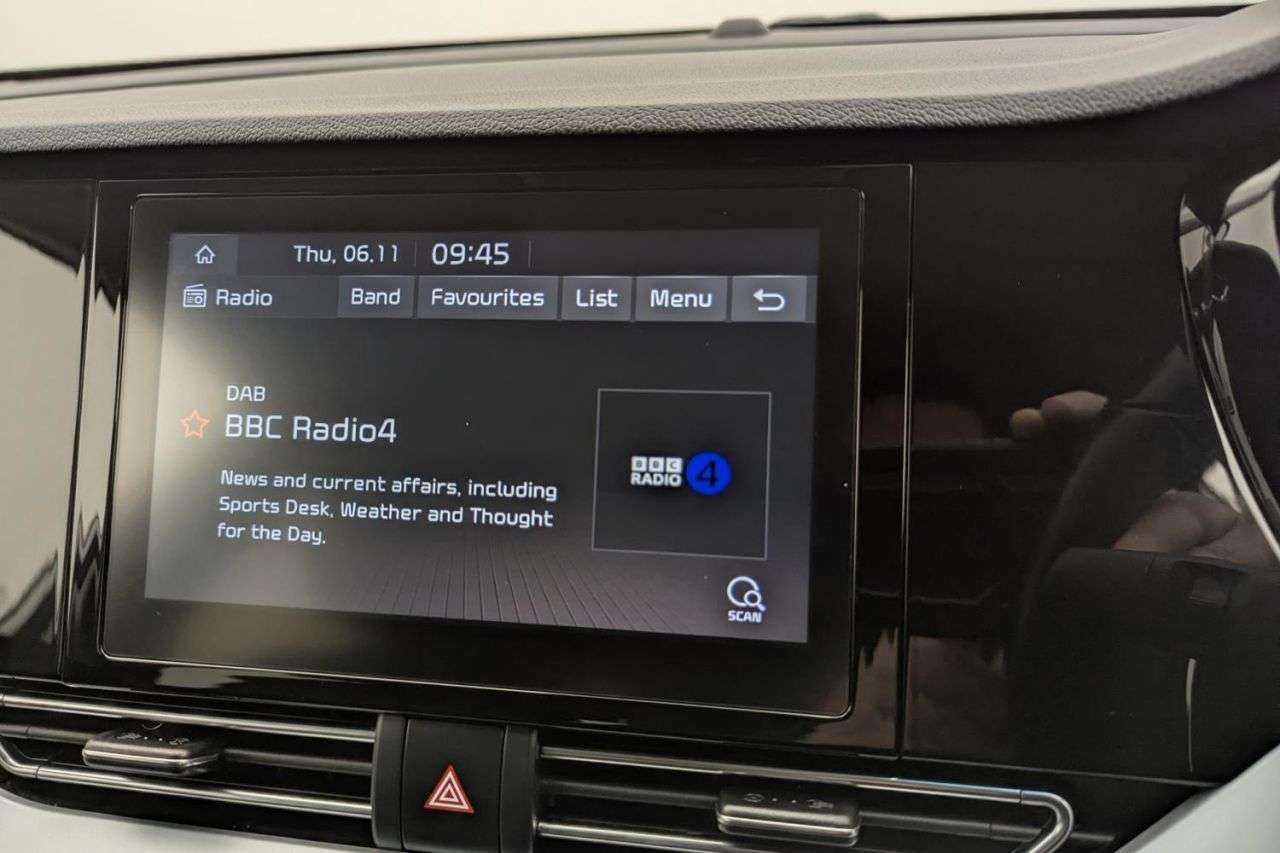 Thu, 06.11 09:45
Radio Band Favourites List Menu
DAB
BBC Radio4
News and current affairs, including
Sports Desk, Weather and Thought
for the Day.
BBC
RADIO 4
SCAN